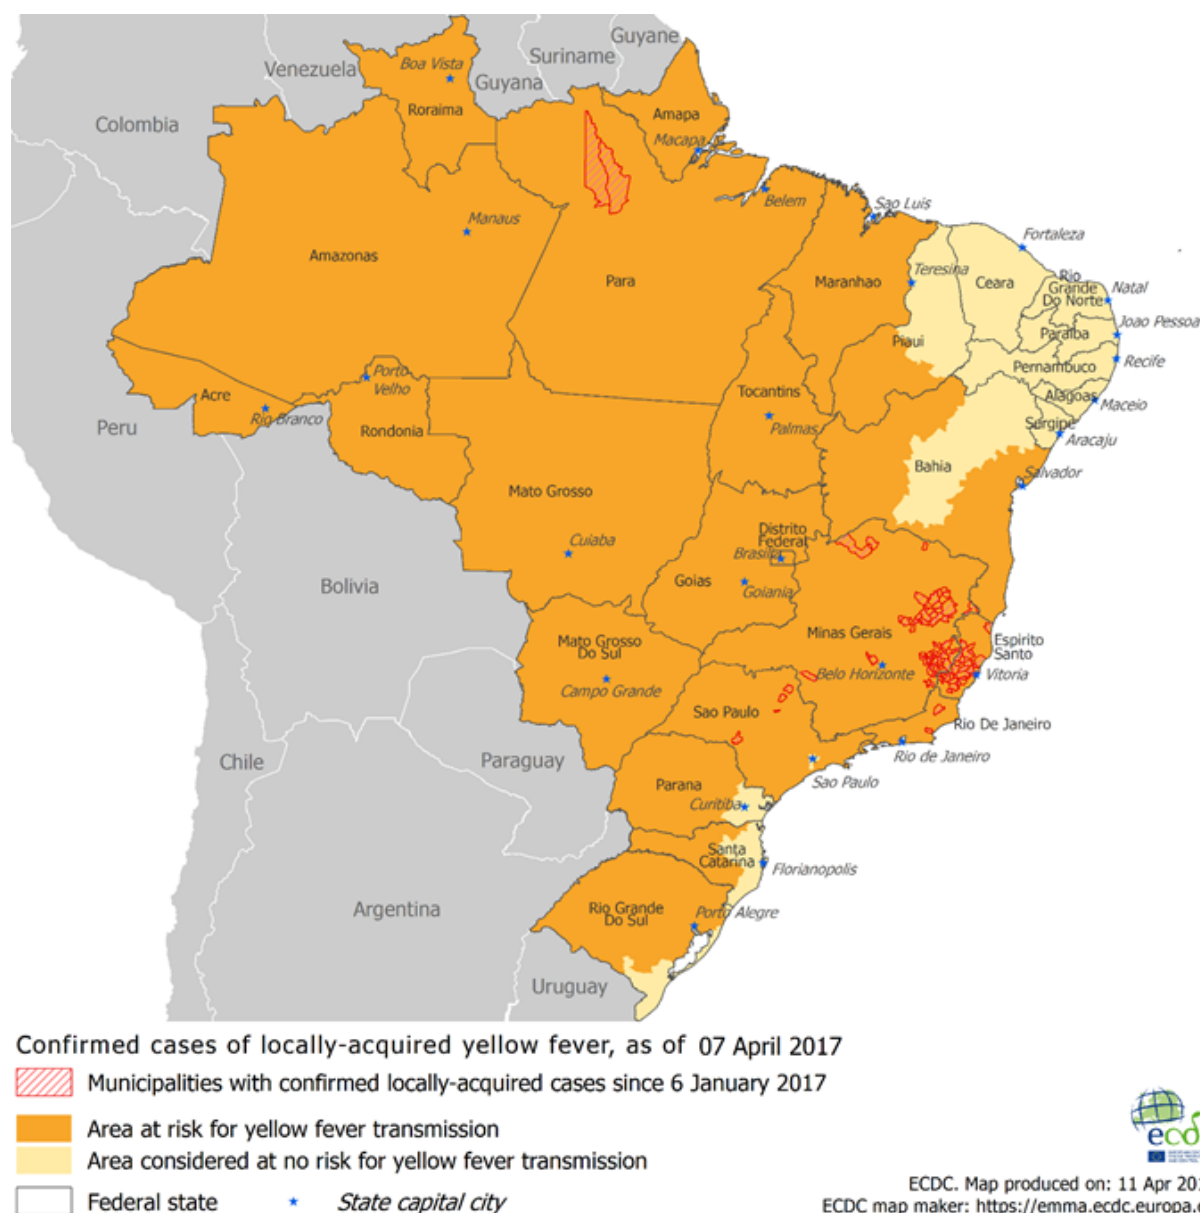 Guyane
Suriname
Venezuela
Boa Vista
Guyana
Roraima
Amapa
Colombia
Macapa
Belem
Sao Luis
Manaus
Fortaleza
Amazonas
Teresina
Rio
Grande
Do Norte
Natal
Para
Maranhao
Ceara
Joao Pessoa
Paraiba
Piaui
Recife
Pernambuco
Porto
Velho
Tocantins
Acre
Alagoas
Maceio
Rio Branco
Peru
Rondonia
Palmas
Sergipe
Aracaju
Bahia
Salvador
Mato Grosso
Distrito
Federal
Cuiaba
Brasilia
Goias
Goiania
Bolivia
Minas Gerais
Espirito
Santo
Mato Grosso
Do Sul
Belo Horizonte
Vitoria
Campo Grande
Sao Paulo
Rio De Janeiro
Chile
Paraguay
Rio de Janeiro
Parana
Sao Paulo
Curitiba
Santa
Catarina
Florianopolis
Argentina
Rio Grande
Do Sul
Porto Alegre
Uruguay
Confirmed cases of locally-acquired yellow fever, as of 07 April 2017
Municipalities with confirmed locally-acquired cases since 6 January 2017
Area at risk for yellow fever transmission
Area considered at no risk for yellow fever transmission
Federal state
State capital city
ecd
ECDC. Map produced on: 11 Apr 201
ECDC map maker: https://emma.ecdc.europa.e